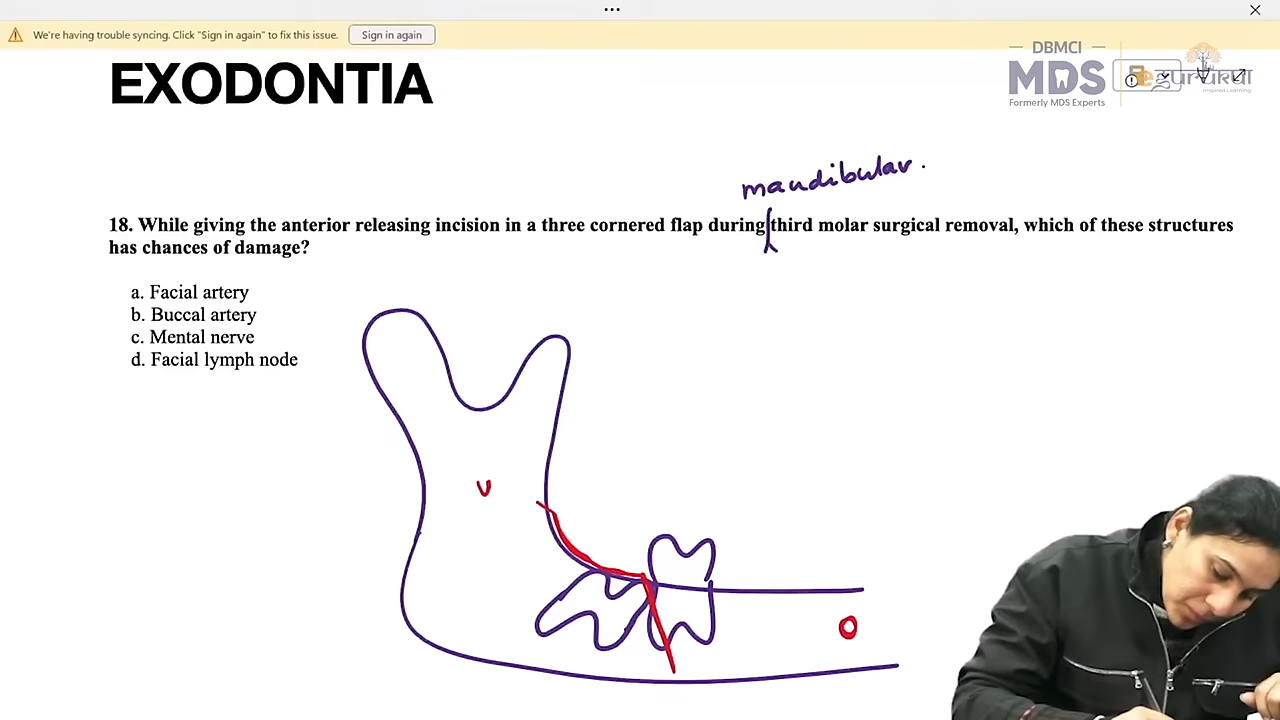 We're having trouble syncing. Click "Sign in again" to fix this issue. Sign in again
EXODONTIA
DBMCI
MDS
Formerly MDS Experts
Inspired Learning
mandibular.
18. While giving the anterior releasing incision in a three cornered flap during third molar surgical removal, which of these structures
has chances of damage?
a. Facial artery
b. Buccal artery
c. Mental nerve
d. Facial lymph node